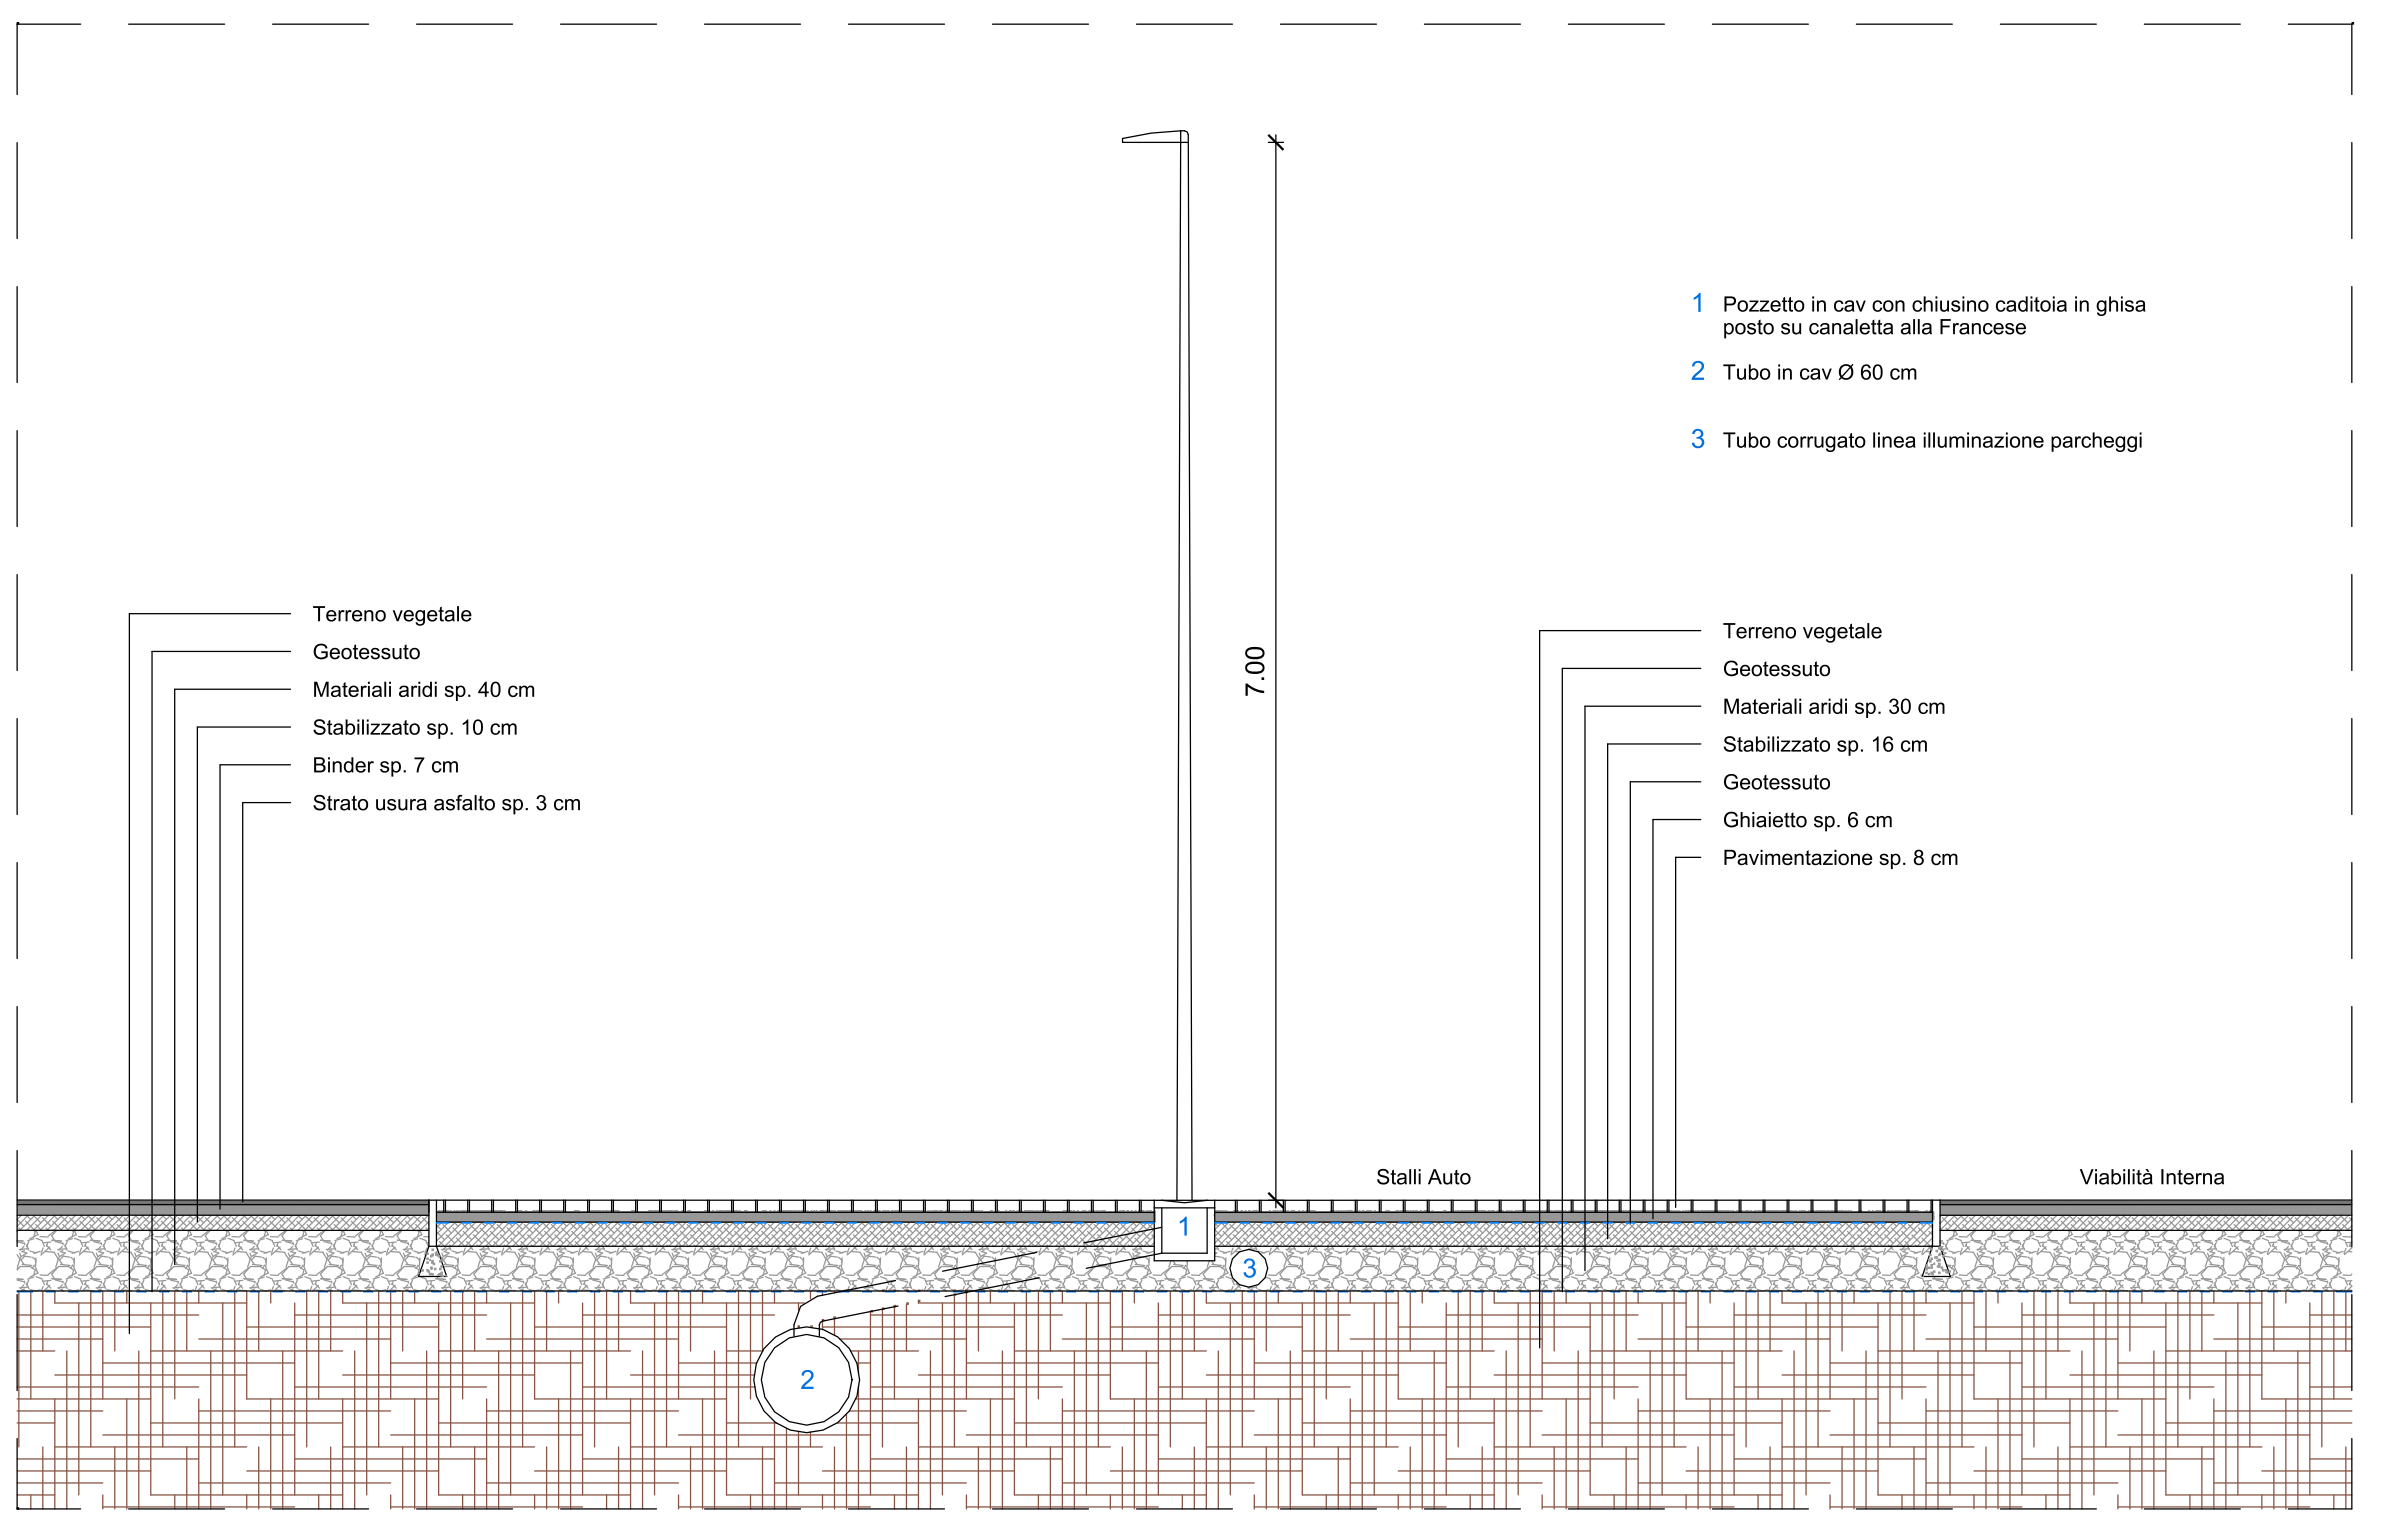 1 Pozzetto in cav con chiusino caditoia in ghisa
posto su canaletta alla Francese
2 Tubo in cav Ø 60 cm
3 Tubo corrugato linea illuminazione parcheggi
Terreno vegetale
Geotessuto
Materiali aridi sp. 40 cm
Stabilizzato sp. 10 cm
Binder sp. 7 cm
Strato usura asfalto sp. 3 cm
7.00
Terreno vegetale
Geotessuto
Materiali aridi sp. 30 cm
Stabilizzato sp. 16 cm
Geotessuto
Ghiaietto sp. 6 cm
Pavimentazione sp. 8 cm
Stalli Auto
Viabilità Interna
1
3
2